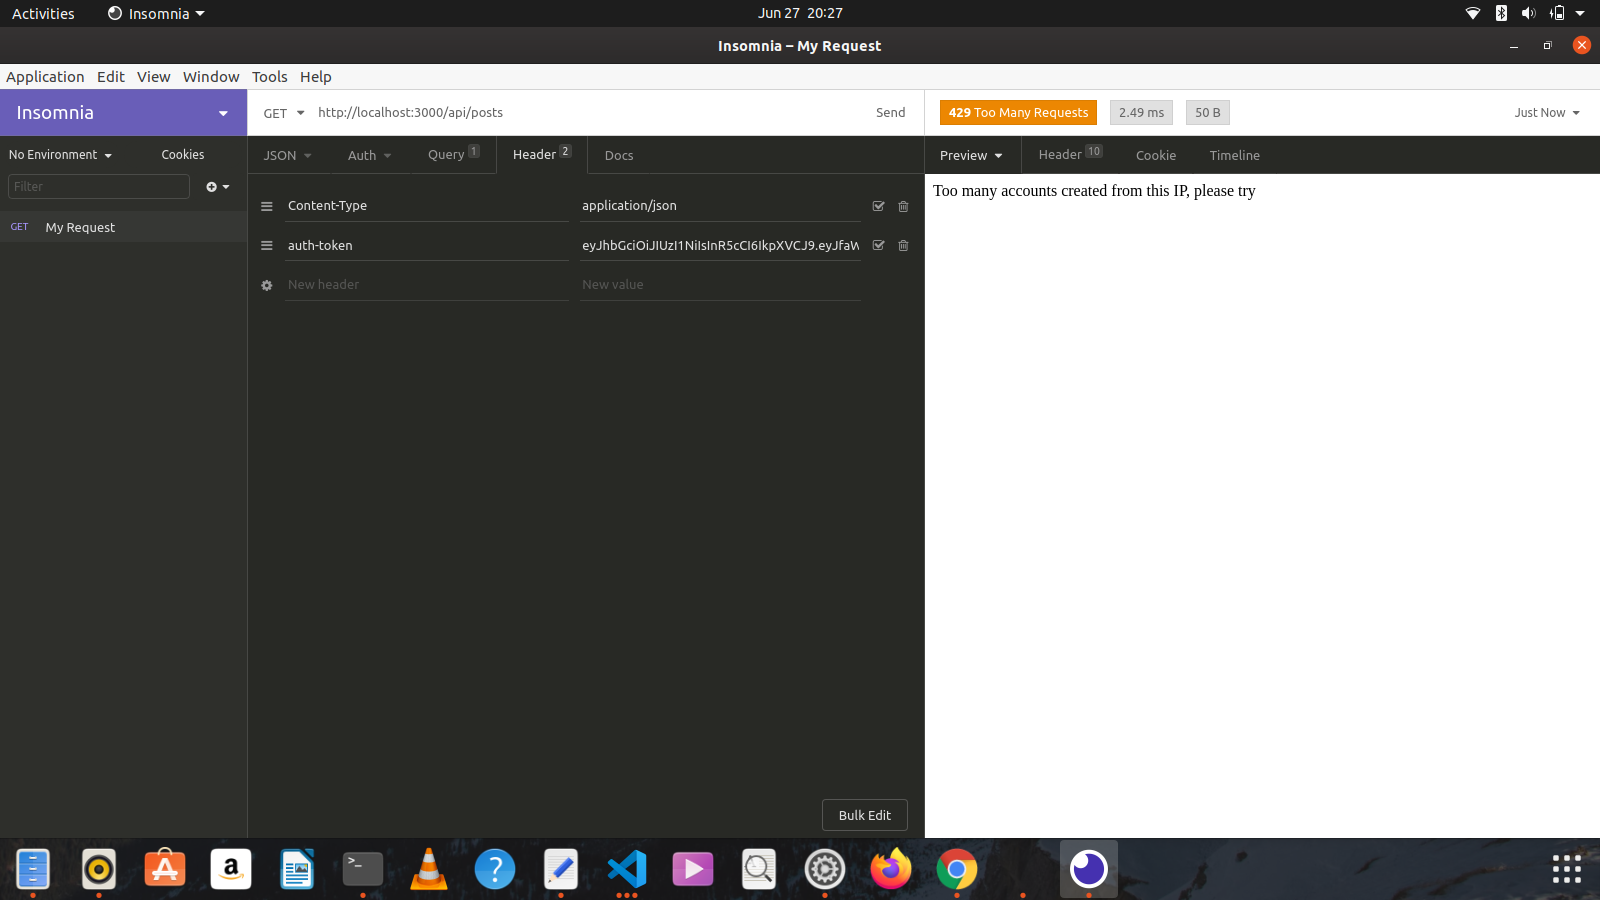 Activities Insomnia Jun 27 20:27
Insomnia – My Request
Application Edit View Window Tools Help
Insomnia GET http://localhost:3000/api/posts Send 429 Too Many Requests 2.49 ms 50 B Just Now
No Environment Cookies JSON Auth Query 1 Header 2 Docs Preview Header 10 Cookie Timeline
Filter
Too many accounts created from this IP, please try
Content-Type application/json
GET My Request
auth-token eyJhbGciOiJIUzI1NiIsInR5cCI6IkpXVCJ9.eyJfaW
New header New value
Bulk Edit